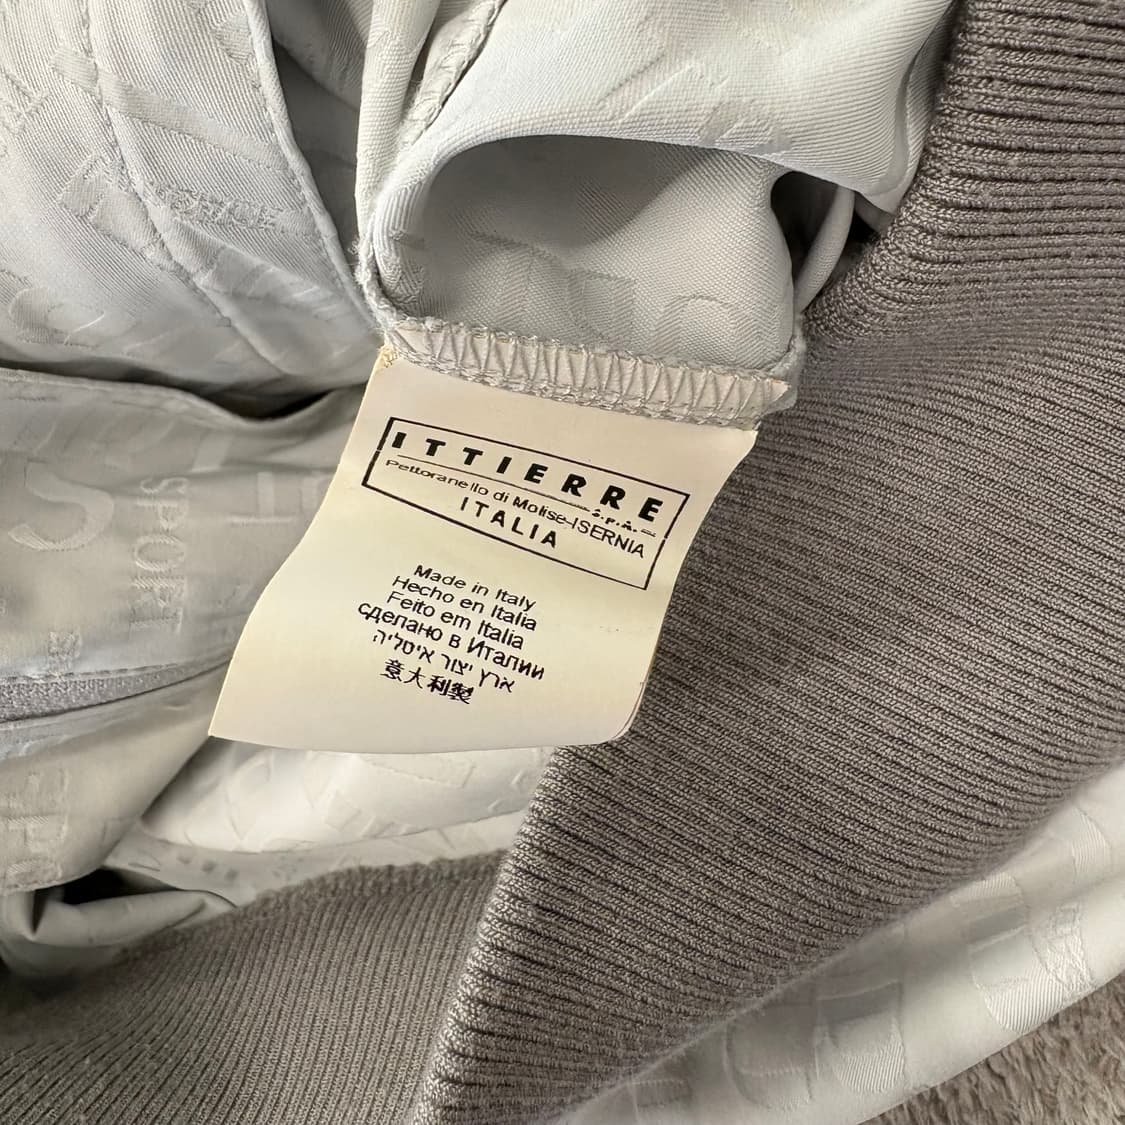 ITTIERRE
S.p.A.
Pettoranello di Molise-ISERNIA
ITALIA
Made in Italy
Hecho en Italia
Feito em Italia
сделано в Италии
ארץ יצור איטליה
意大利製
SPORT